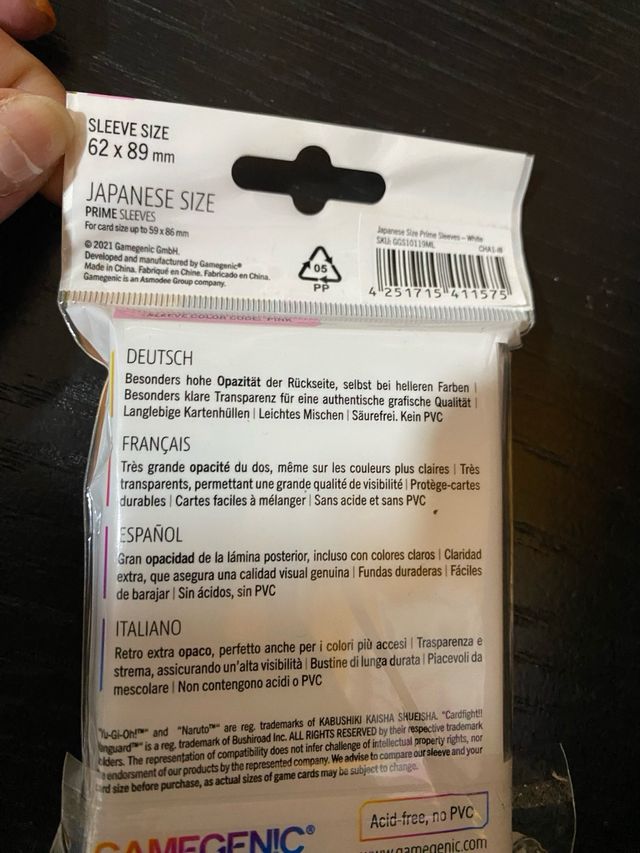 SLEEVE SIZE
62 x 89 mm
JAPANESE SIZE
PRIME SLEEVES
For card size up to 59 x 86 mm
© 2021 Gamegenic GmbH.
Developed and manufactured by Gamegenic®
Made in China. Fabriqué en Chine. Fabricado en China.
Gamegenic is an Asmodee Group company.
05
PP
Japanese Size Prime Sleeves – White
SKU: GGS10119ML
CHA1-W
4 251715 411575
SLEEVE COLOR CODE: "PINK"
DEUTSCH
Besonders hohe Opazität der Rückseite, selbst bei helleren Farben |
Besonders klare Transparenz für eine authentische grafische Qualität |
Langlebige Kartenhüllen | Leichtes Mischen | Säurefrei. Kein PVC
FRANÇAIS
Très grande opacité du dos, même sur les couleurs plus claires | Très
transparents, permettant une grande qualité de visibilité | Protège-cartes
durables | Cartes faciles à mélanger | Sans acide et sans PVC
ESPAÑOL
Gran opacidad de la lámina posterior, incluso con colores claros | Claridad
extra, que asegura una calidad visual genuina | Fundas duraderas | Fáciles
de barajar | Sin ácidos, sin PVC
ITALIANO
Retro extra opaco, perfetto anche per i colori più accesi | Trasparenza e
strema, assicurando un'alta visibilità | Bustine di lunga durata | Piacevoli da
mescolare | Non contengono acidi o PVC
"Yu-Gi-Oh!™" and "Naruto™" are reg. trademarks of KABUSHIKI KAISHA SHUEISHA. "Cardfight!!
Vanguard™" is a reg. trademark of Bushiroad Inc. ALL RIGHTS RESERVED by their respective trademark
holders. The representation of compatibility does not infer challenge of intellectual property rights, nor
endorsement of our products by the represented company. We advise to compare our sleeve and your
card size before purchase, as actual sizes of game cards may be subject to change.
Acid-free, no PVC
GAMEGENIC®
www.gamegenic.com